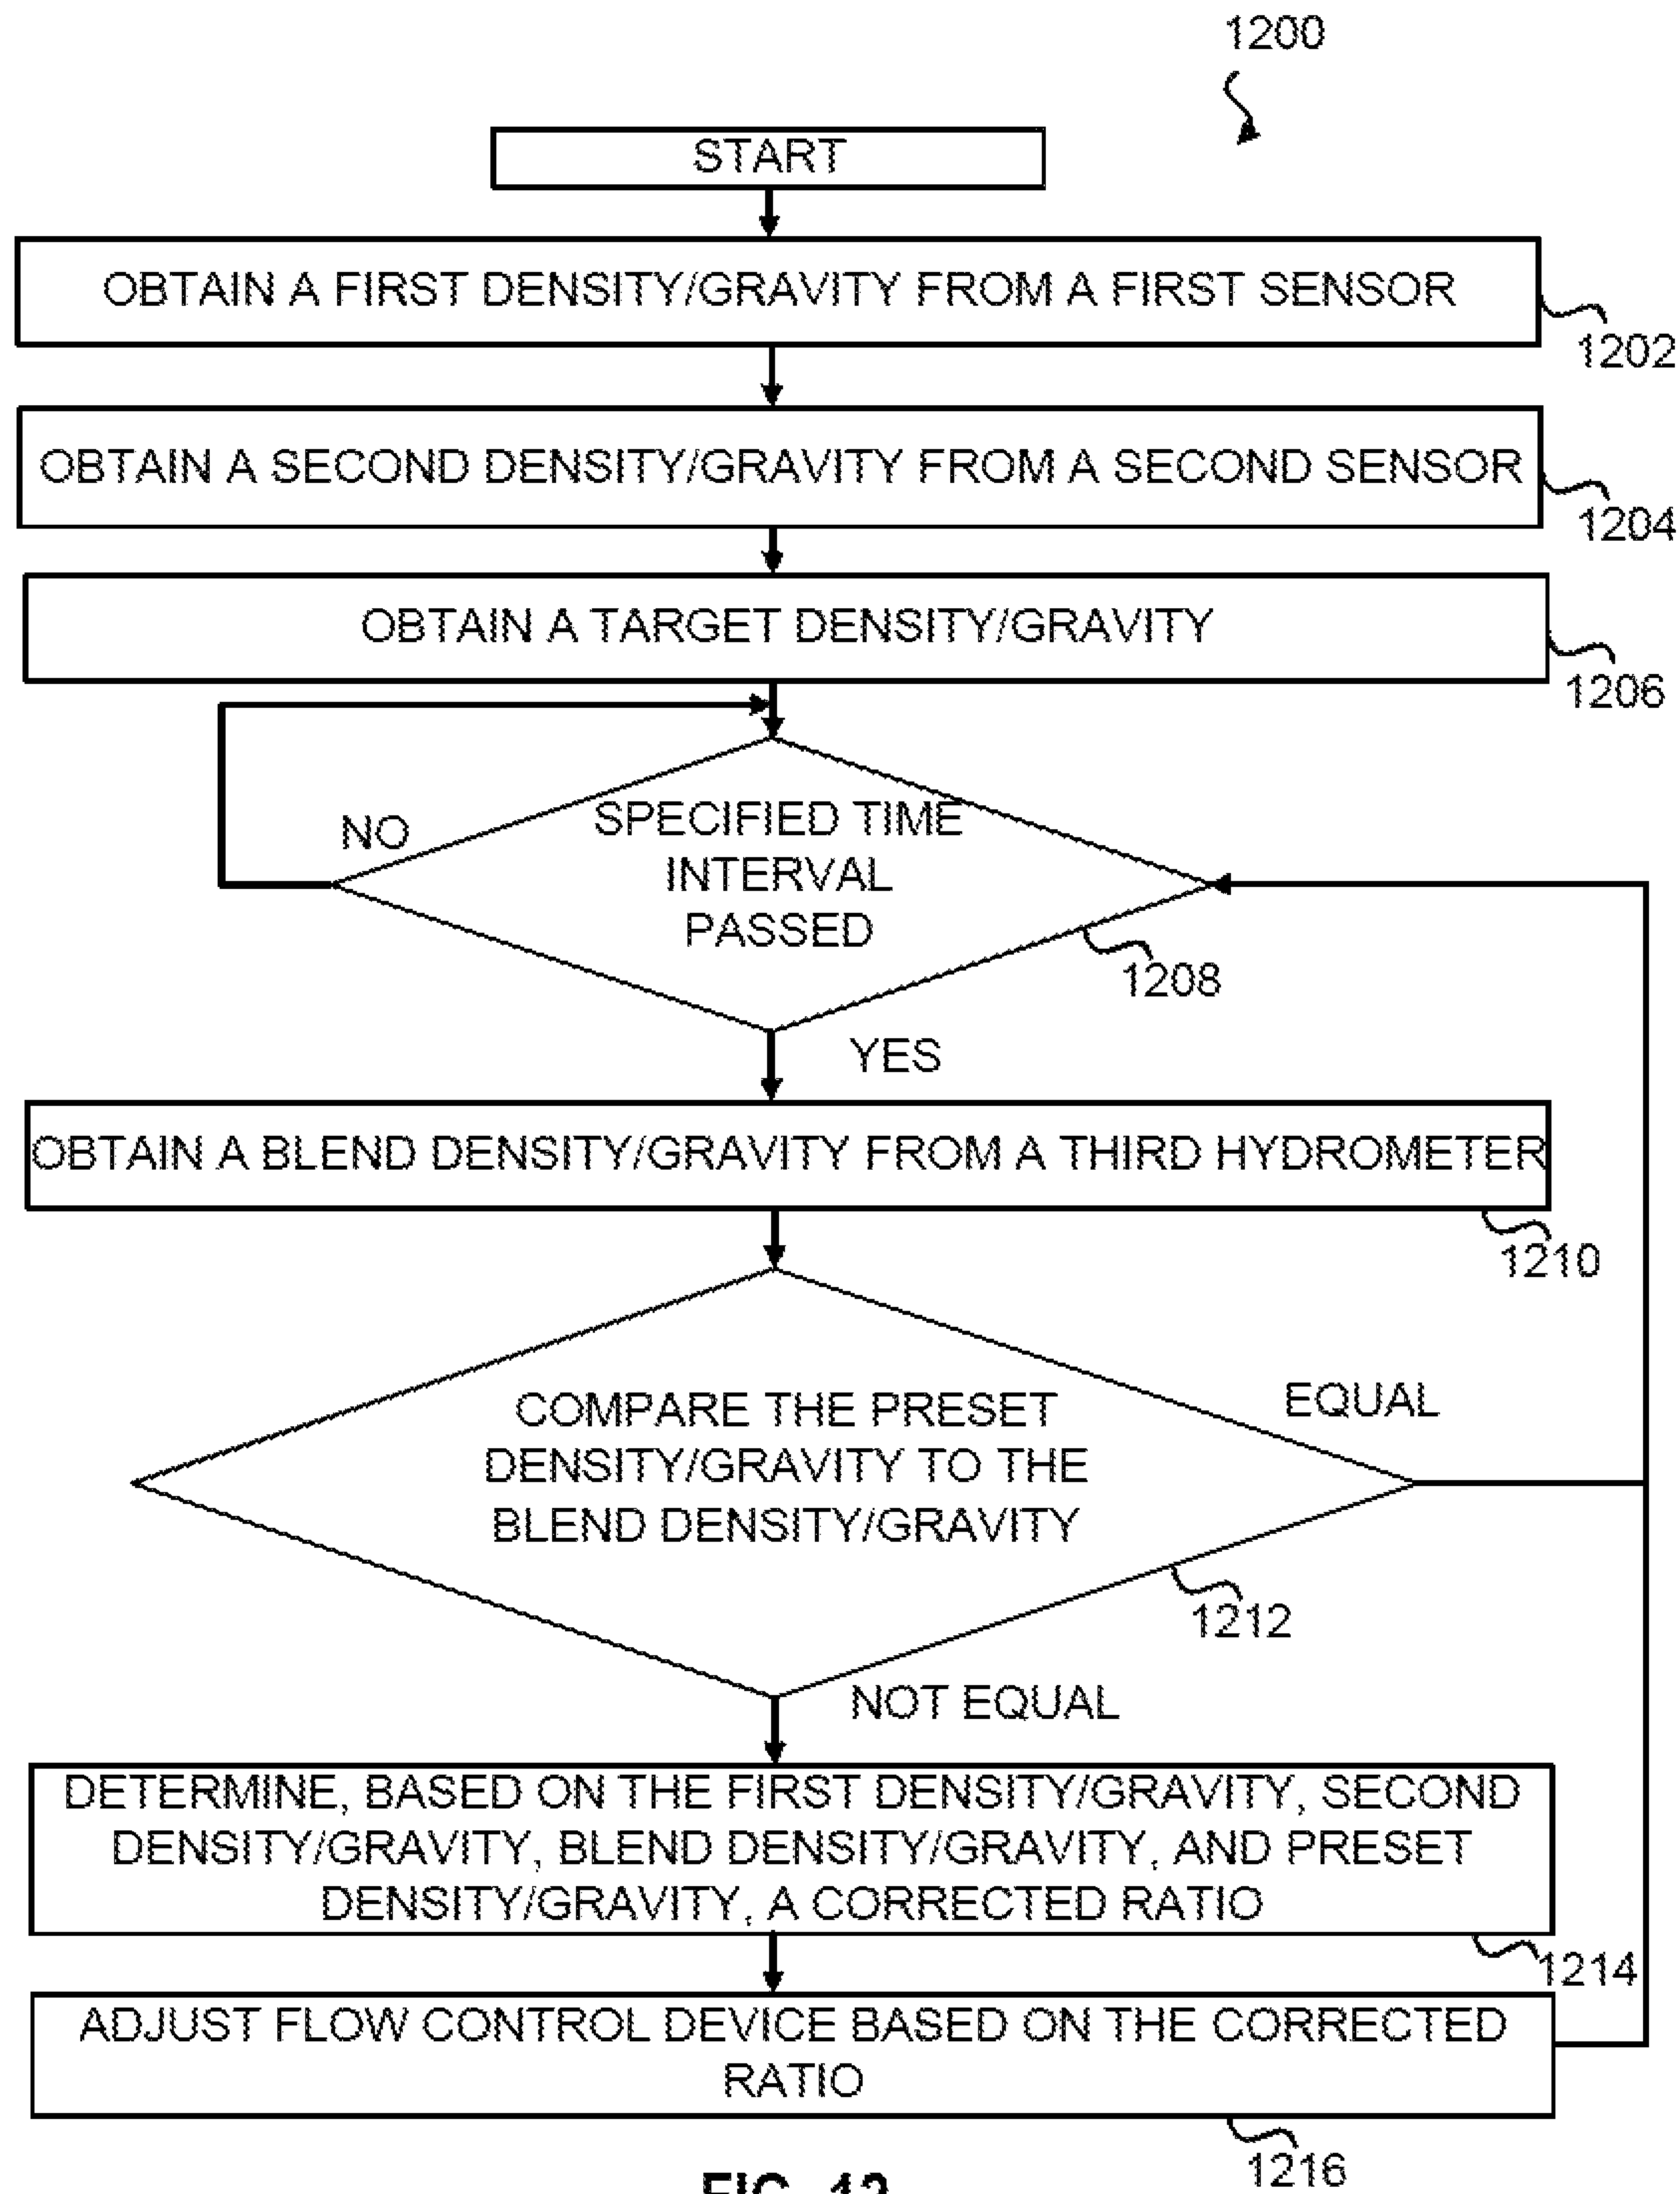 1200
START
OBTAIN A FIRST DENSITY/GRAVITY FROM A FIRST SENSOR
1202
OBTAIN A SECOND DENSITY/GRAVITY FROM A SECOND SENSOR
1204
OBTAIN A TARGET DENSITY/GRAVITY
1206
NO
SPECIFIED TIME
INTERVAL
PASSED
1208
YES
OBTAIN A BLEND DENSITY/GRAVITY FROM A THIRD HYDROMETER
1210
COMPARE THE PRESET
DENSITY/GRAVITY TO THE
BLEND DENSITY/GRAVITY
EQUAL
1212
NOT EQUAL
DETERMINE, BASED ON THE FIRST DENSITY/GRAVITY, SECOND
DENSITY/GRAVITY, BLEND DENSITY/GRAVITY, AND PRESET
DENSITY/GRAVITY, A CORRECTED RATIO
1214
ADJUST FLOW CONTROL DEVICE BASED ON THE CORRECTED
RATIO
1216
FIG.